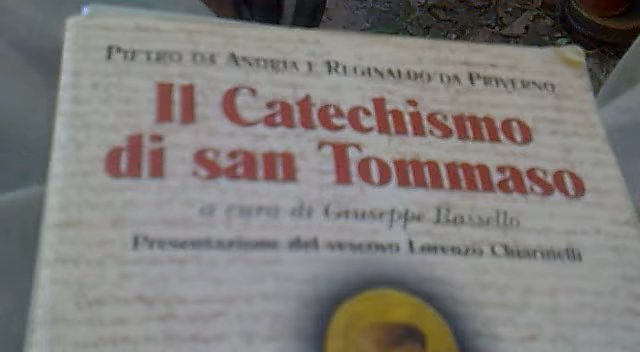 PIETRO DA ANDRIA E REGINALDO DA PRIVERNO
Il Catechismo
di san Tommaso
a cura di Giuseppe Bassello
Presentazione del vescovo Lorenzo Chiarinelli